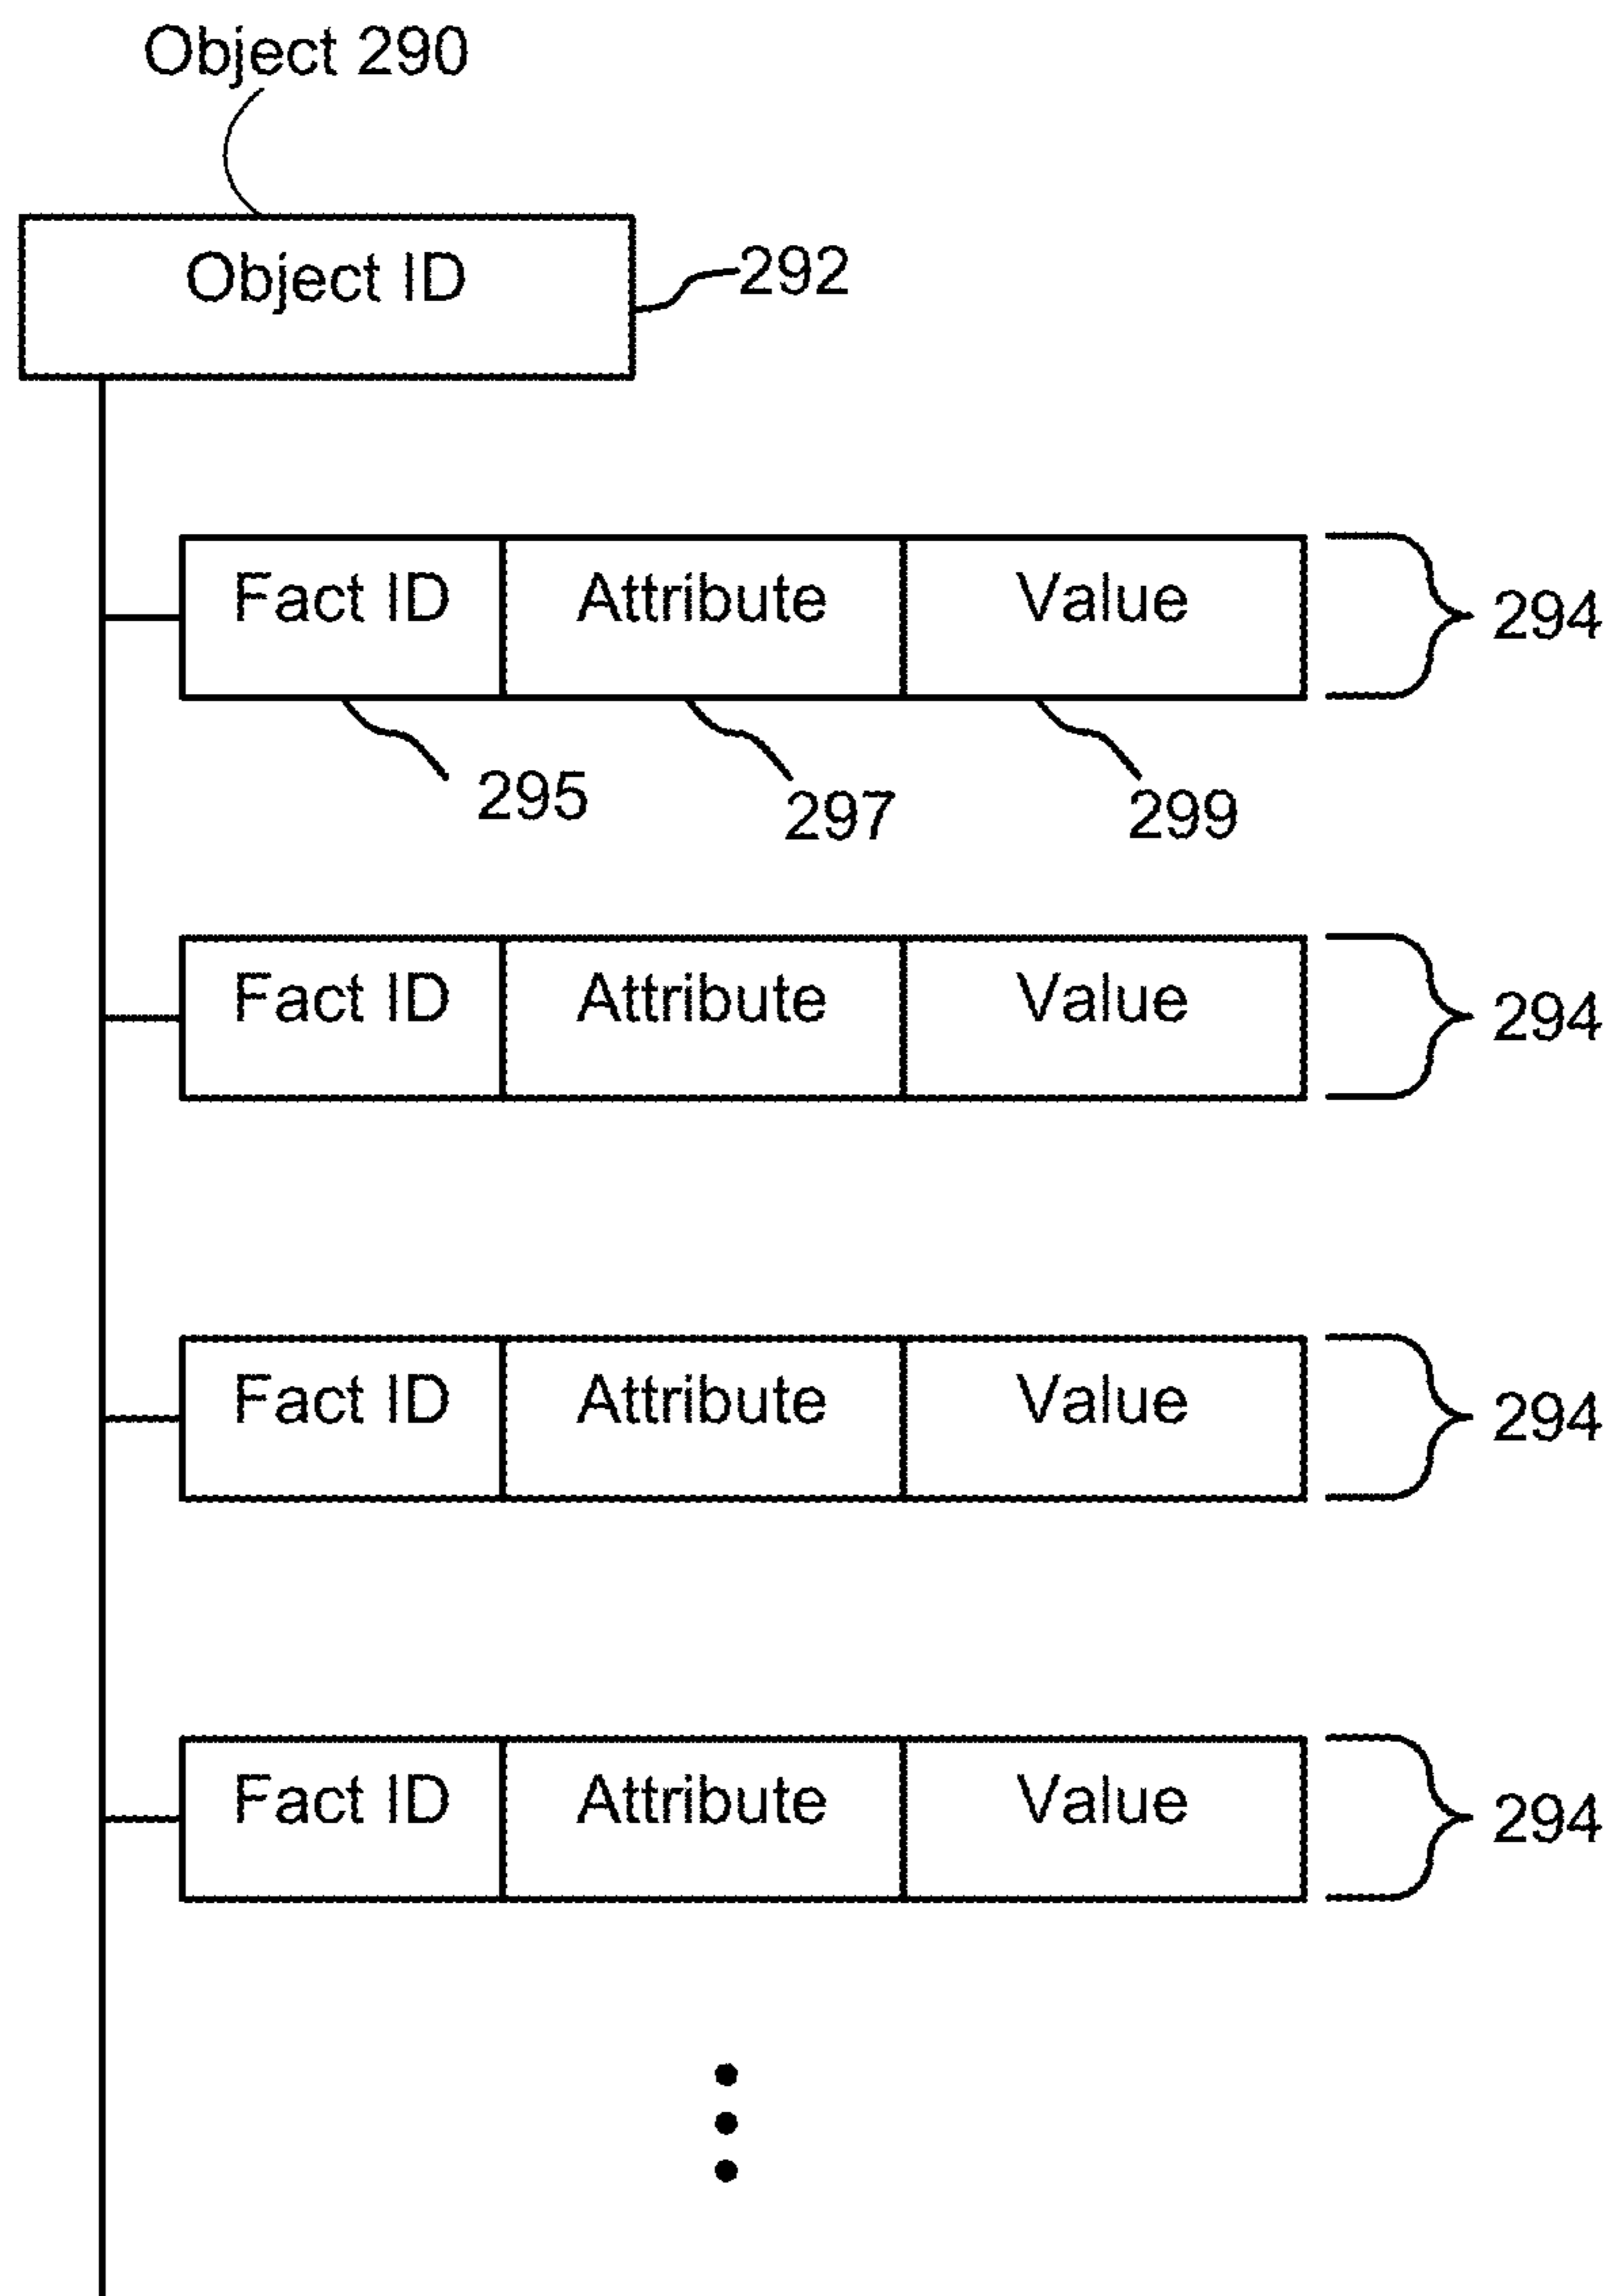 Object 290
Object ID 292
Fact ID Attribute Value 294
295 297 299
Fact ID Attribute Value 294
Fact ID Attribute Value 294
Fact ID Attribute Value 294